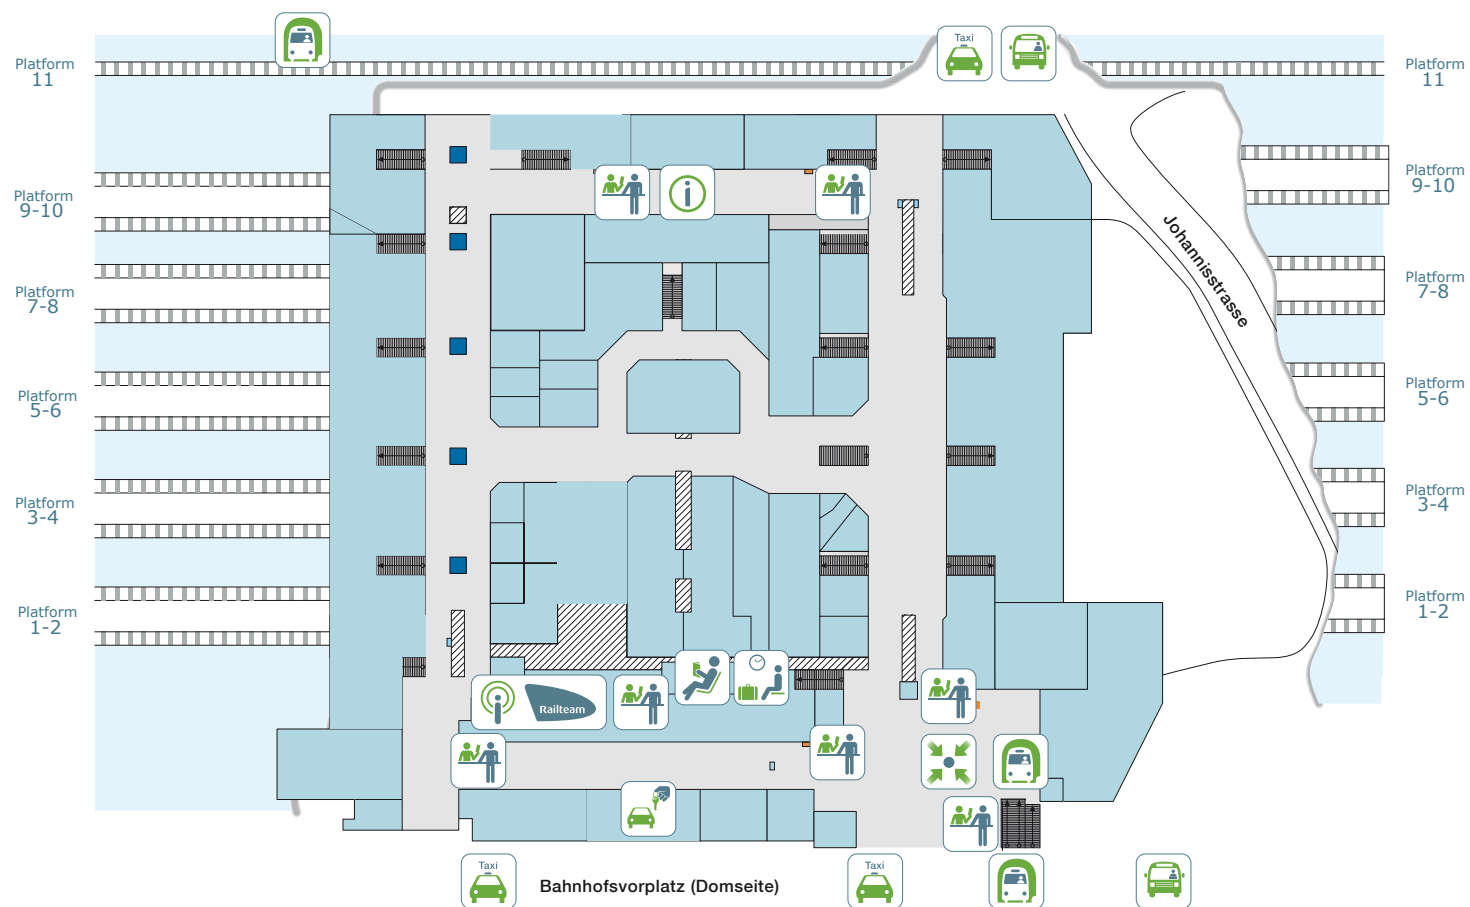 Taxi
Platform
11
Platform
11
Platform
9-10
Platform
9-10
Johannisstrasse
Platform
7-8
Platform
7-8
Platform
5-6
Platform
5-6
Platform
3-4
Platform
3-4
Platform
1-2
Platform
1-2
Railteam
Taxi
Bahnhofsvorplatz (Domseite)
Taxi